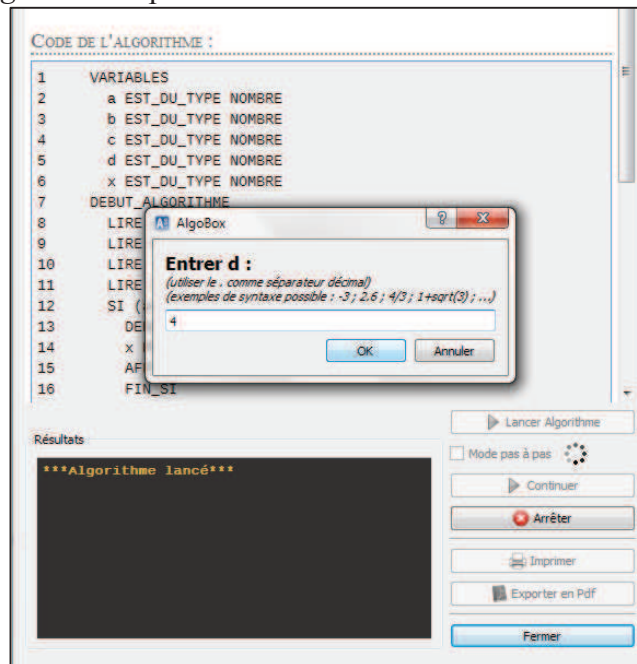 CODE DE L'ALGORITHME :
1 VARIABLES
2 a EST_DU_TYPE NOMBRE
3 b EST_DU_TYPE NOMBRE
4 c EST_DU_TYPE NOMBRE
5 d EST_DU_TYPE NOMBRE
6 x EST_DU_TYPE NOMBRE
7 DEBUT_ALGORITHME
8 LIRE
9 LIRE
10 LIRE
11 LIRE
12 SI (
13 DE
14 x
15 AF
16 FIN_SI
AlgoBox
Entrer d :
(utiliser le . comme séparateur décimal)
(exemples de syntaxe possible : -3 ; 2.6 ; 4/3 ; 1+sqrt(3) ; ...)
4
OK Annuler
Lancer Algorithme
Résultats
Mode pas à pas
***Algorithme lancé***
Continuer
Arrêter
Imprimer
Exporter en Pdf
Fermer